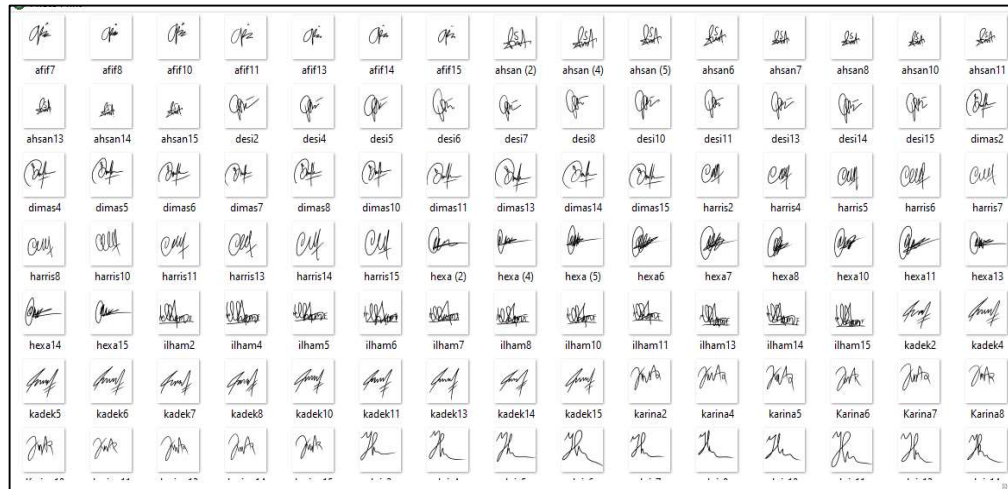 afif7 afif8 afif10 afif11 afif13 afif14 afif15 ahsan (2) ahsan (4) ahsan (5) ahsan6 ahsan7 ahsan8 ahsan10 ahsan11
ahsan13 ahsan14 ahsan15 desi2 desi4 desi5 desi6 desi7 desi8 desi10 desi11 desi13 desi14 desi15 dimas2
dimas4 dimas5 dimas6 dimas7 dimas8 dimas10 dimas11 dimas13 dimas14 dimas15 harris2 harris4 harris5 harris6 harris7
harris8 harris10 harris11 harris13 harris14 harris15 hexa (2) hexa (4) hexa (5) hexa6 hexa7 hexa8 hexa10 hexa11 hexa13
hexa14 hexa15 ilham2 ilham4 ilham5 ilham6 ilham7 ilham8 ilham10 ilham11 ilham13 ilham14 ilham15 kadek2 kadek4
kadek5 kadek6 kadek7 kadek8 kadek10 kadek11 kadek13 kadek14 kadek15 karina2 karina4 karina5 Karina6 Karina7 Karina8